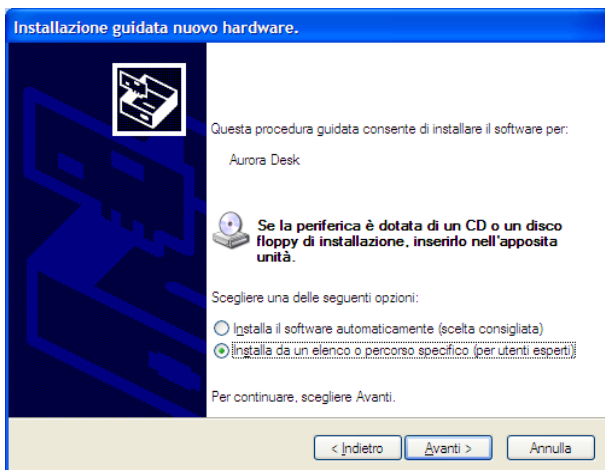 Installazione guidata nuovo hardware.
Questa procedura guidata consente di installare il software per:
Aurora Desk
Se la periferica è dotata di un CD o un disco
floppy di installazione, inserirlo nell'apposita
unità.
Scegliere una delle seguenti opzioni:
Installa il software automaticamente (scelta consigliata)
Installa da un elenco o percorso specifico (per utenti esperti)
Per continuare, scegliere Avanti.
< Indietro Avanti > Annulla